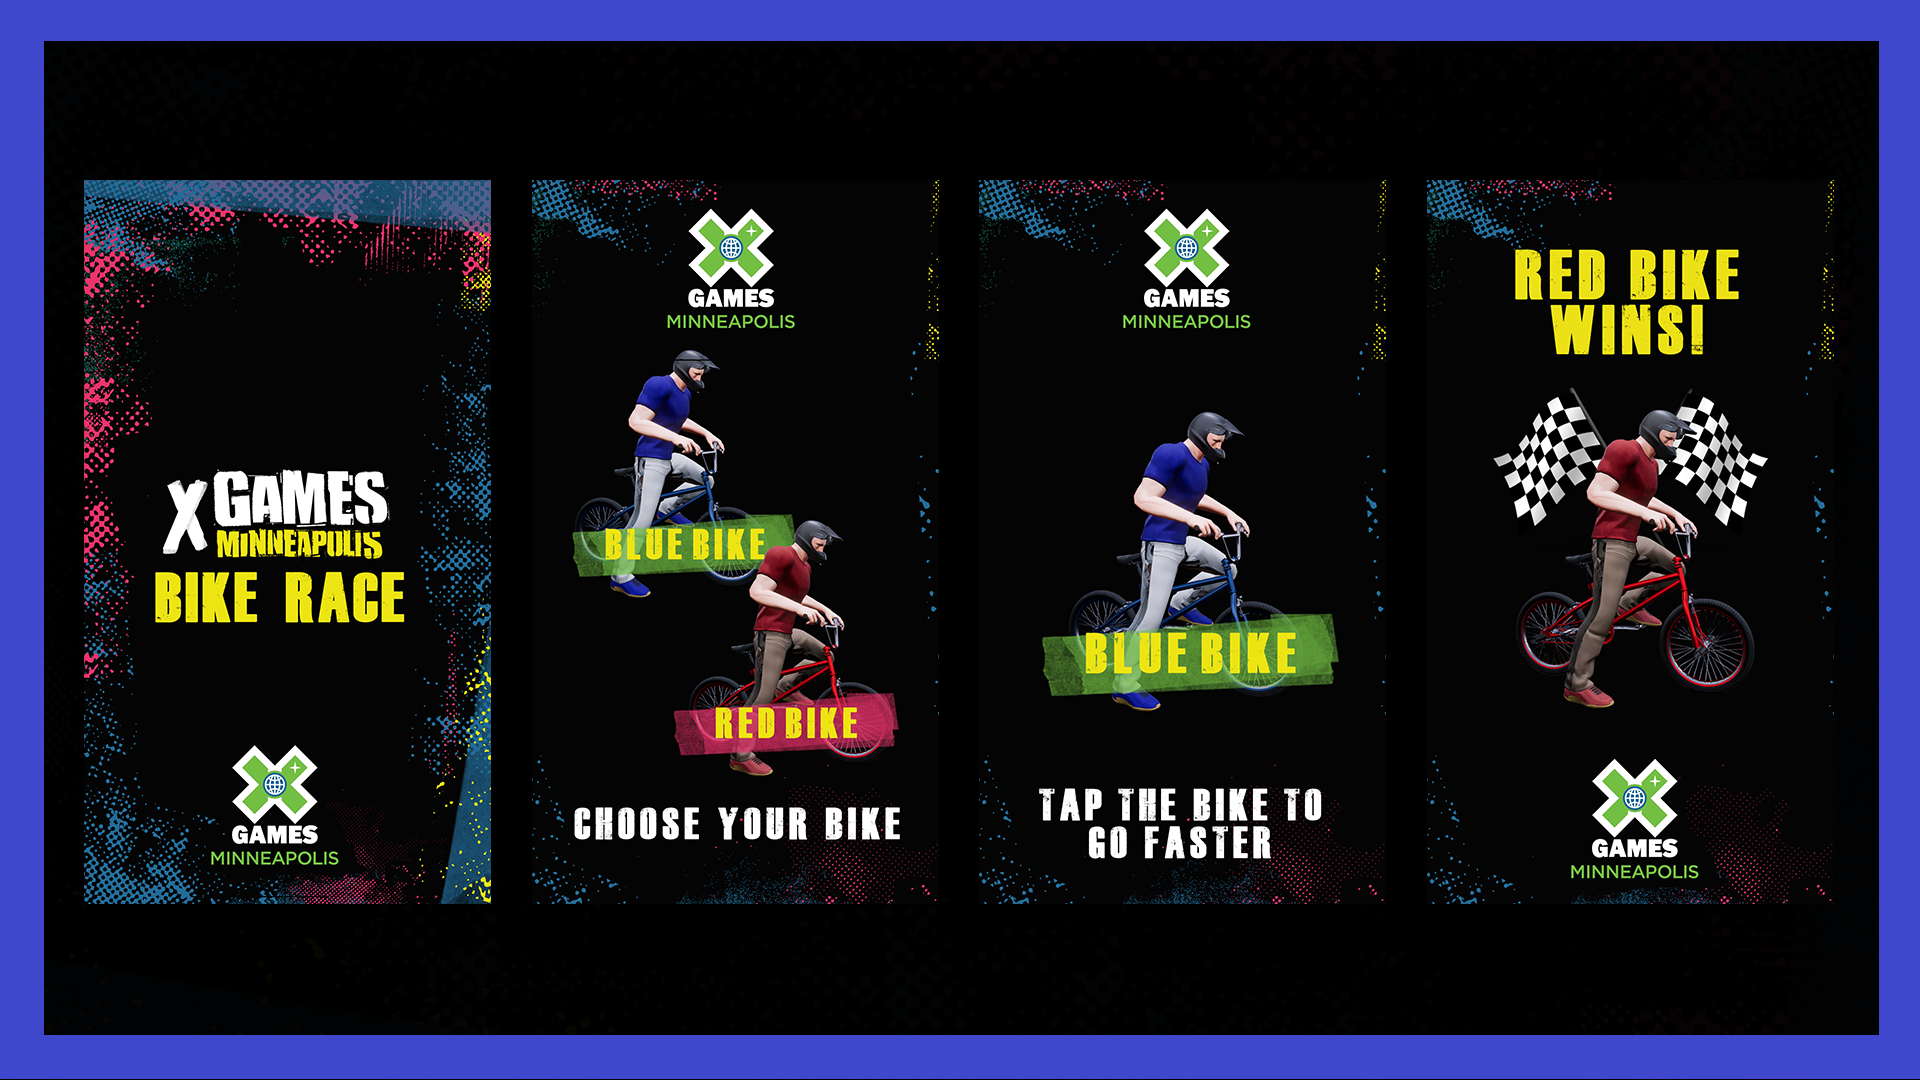 X GAMES
MINNEAPOLIS
BIKE RACE
GAMES
MINNEAPOLIS
GAMES
MINNEAPOLIS
BLUE BIKE
RED BIKE
CHOOSE YOUR BIKE
GAMES
MINNEAPOLIS
BLUE BIKE
TAP THE BIKE TO
GO FASTER
RED BIKE
WINS!
GAMES
MINNEAPOLIS